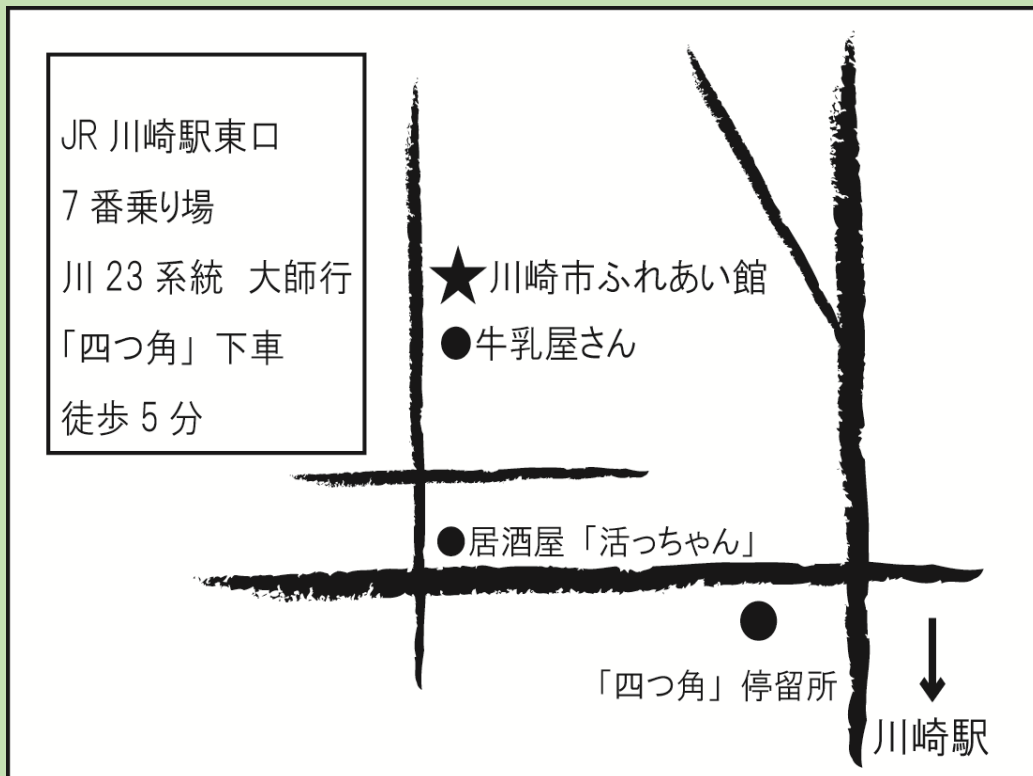 JR 川崎駅東口
7 番乗り場
川 23 系統 大師行
「四つ角」下車
徒歩 5 分
★川崎市ふれあい館
●牛乳屋さん
●居酒屋「活っちゃん」
「四つ角」停留所
川崎駅